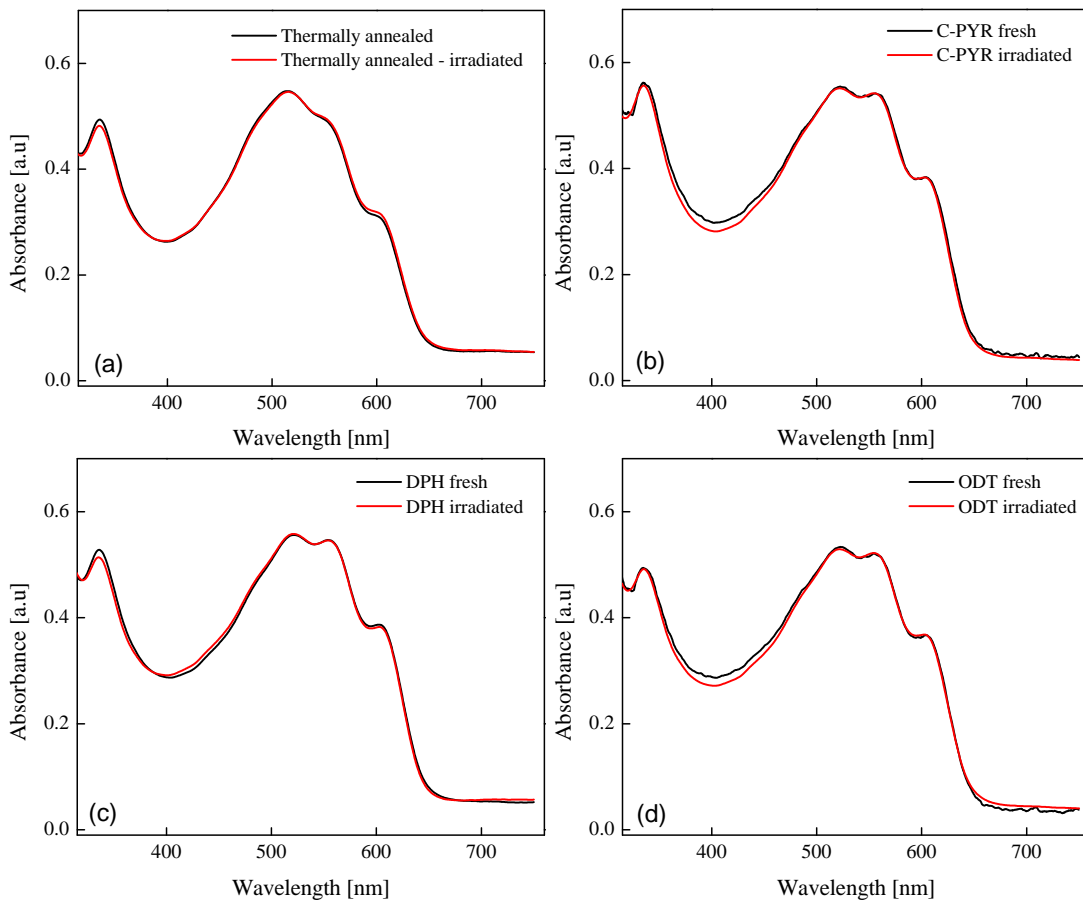 Thermally annealed
Thermally annealed - irradiated
0.6
0.4
0.2
0.0
Absorbance [a.u]
(a)
400 500 600 700
Wavelength [nm]
C-PYR fresh
C-PYR irradiated
0.6
0.4
0.2
0.0
Absorbance [a.u]
(b)
400 500 600 700
Wavelength [nm]
DPH fresh
DPH irradiated
0.6
0.4
0.2
0.0
Absorbance [a.u]
(c)
400 500 600 700
Wavelength [nm]
ODT fresh
ODT irradiated
0.6
0.4
0.2
0.0
Absorbance [a.u]
(d)
400 500 600 700
Wavelength [nm]